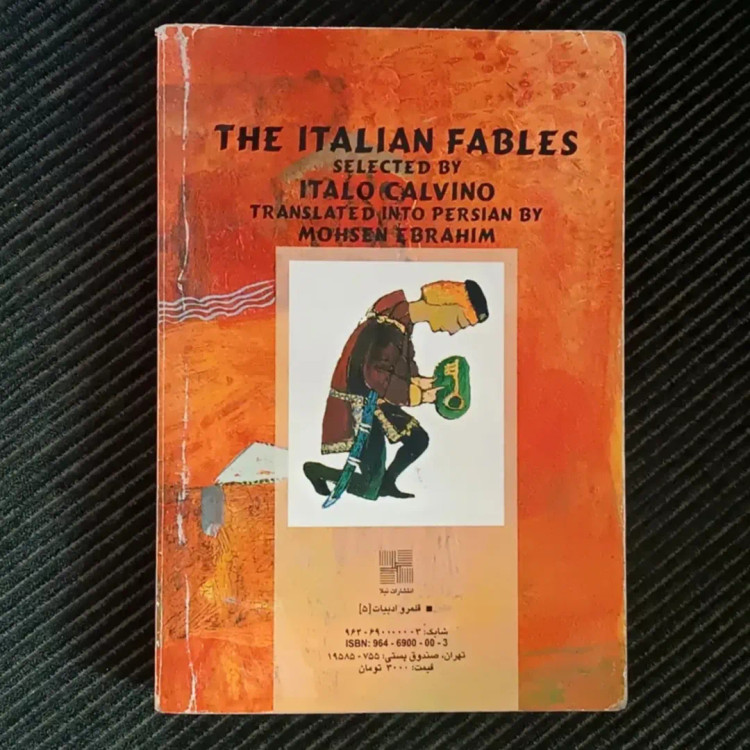 THE ITALIAN FABLES
SELECTED BY
ITALO CALVINO
TRANSLATED INTO PERSIAN BY
MOHSEN EBRAHIM
انتشارات نیلا
■ قلمرو ادبیات [۵]
شابک: ۳-۰۰-۶۹۰۰-۹۶۴
ISBN: 964 - 6900 - 00 - 3
تهران، صندوق پستی: ۷۵۵-۱۹۵۸۵
قیمت: ۳۰۰۰ تومان